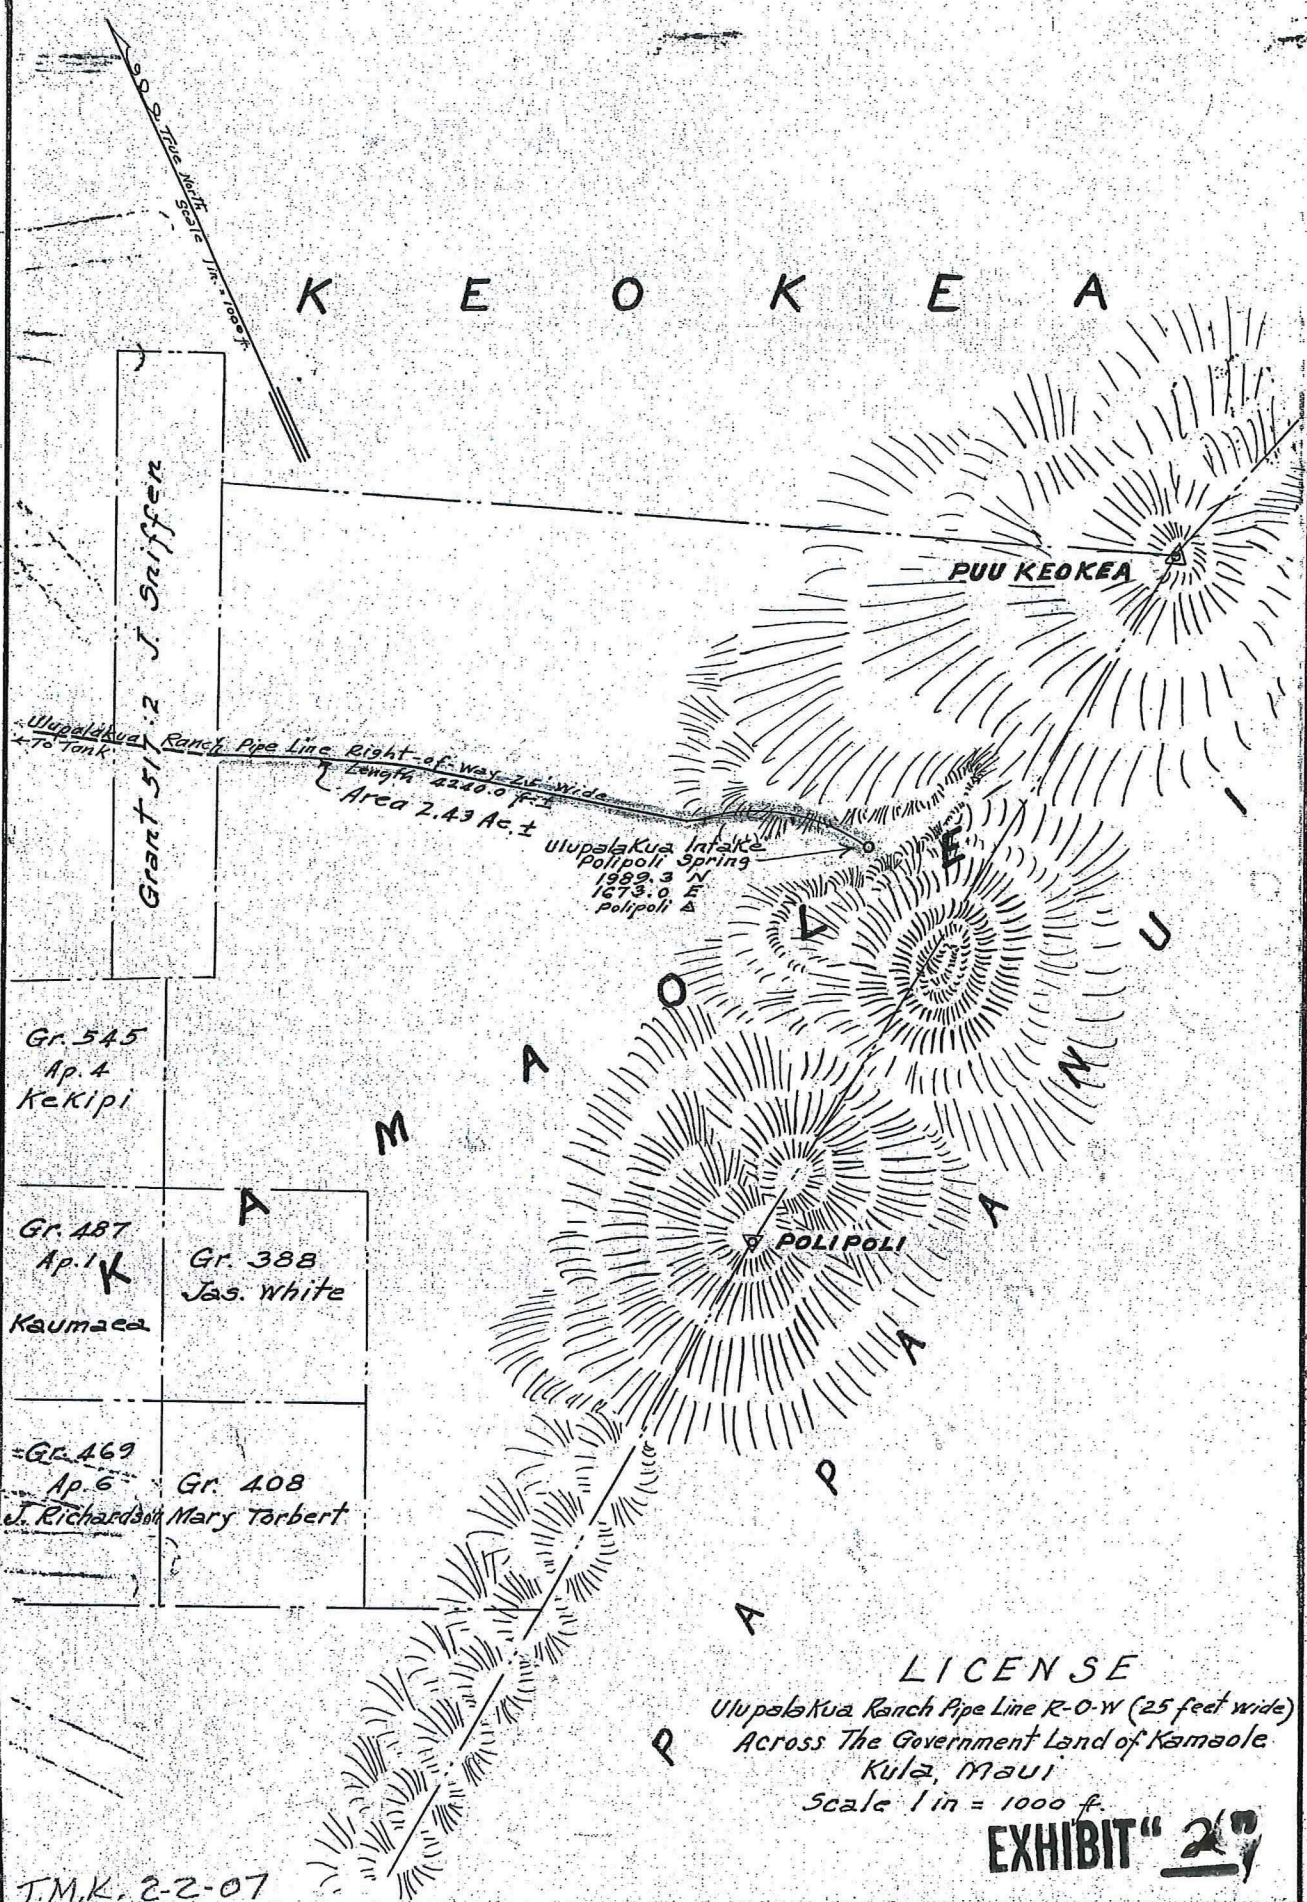 True North
Scale 1 in. = 1000 ft.
K E O K E A
Grant 517:2 J. Sniffen
PUU KEOKEA
Ulupalakua Ranch Pipe Line Right-of-Way 25' Wide
← To Tank
Length 4240.0 ft ±
Area 2.43 Ac. ±
Ulupalakua Intake
Polipoli Spring
1989.3 N
1673.0 E
Polipoli
K A M A O L E
P A P A A N U I
Gr. 545
Ap. 4
Kekipi
Gr. 487
Ap. 1
Kaumaea
Gr. 388
Jas. White
POLIPOLI
Gr. 469
Ap. 6
J. Richardson
Gr. 408
Mary Torbert
LICENSE
Ulupalakua Ranch Pipe Line R-O-W (25 feet wide)
Across The Government Land of Kamaole
Kula, Maui
Scale 1 in = 1000 ft.
EXHIBIT "2"
T.M.K. 2-2-07